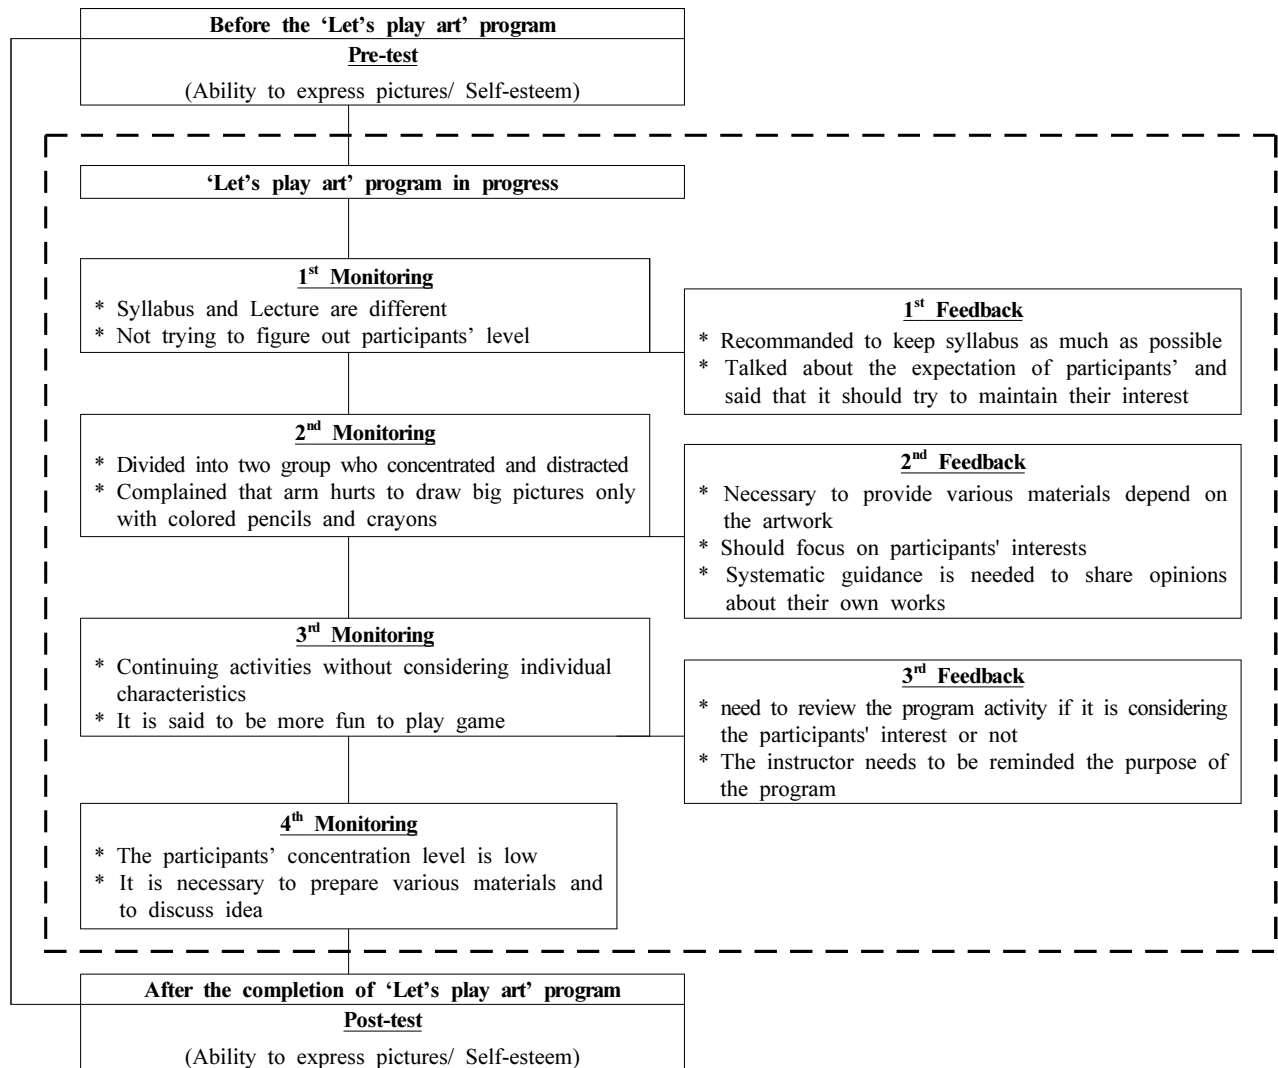 Before the ‘Let’s play art’ program
Pre-test
(Ability to express pictures/ Self-esteem)
‘Let’s play art’ program in progress
1st Monitoring
* Syllabus and Lecture are different
* Not trying to figure out participants’ level
1st Feedback
* Recommanded to keep syllabus as much as possible
* Talked about the expectation of participants’ and
said that it should try to maintain their interest
2nd Monitoring
* Divided into two group who concentrated and distracted
* Complained that arm hurts to draw big pictures only
with colored pencils and crayons
2nd Feedback
* Necessary to provide various materials depend on
the artwork
* Should focus on participants' interests
* Systematic guidance is needed to share opinions
about their own works
3rd Monitoring
* Continuing activities without considering individual
characteristics
* It is said to be more fun to play game
3rd Feedback
* need to review the program activity if it is considering
the participants' interest or not
* The instructor needs to be reminded the purpose of
the program
4th Monitoring
* The participants’ concentration level is low
* It is necessary to prepare various materials and
to discuss idea
After the completion of ‘Let’s play art’ program
Post-test
(Ability to express pictures/ Self-esteem)